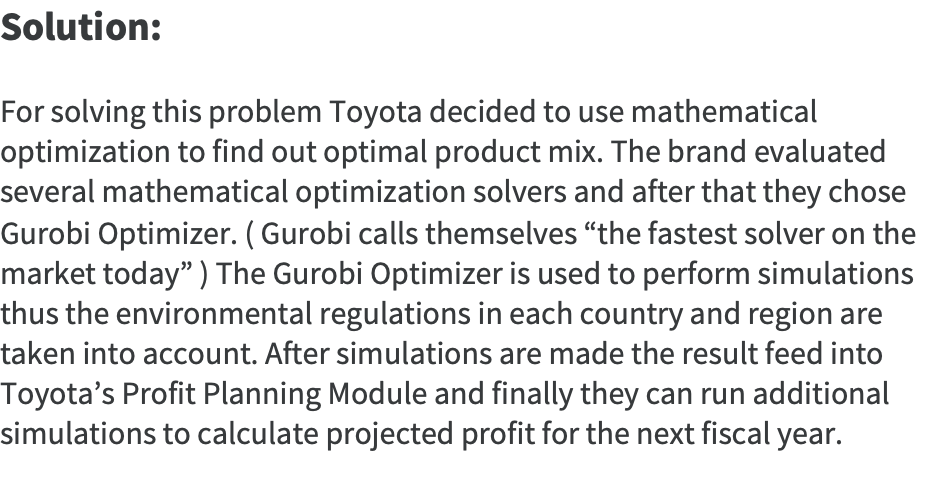 Solution:
For solving this problem Toyota decided to use mathematical
optimization to find out optimal product mix. The brand evaluated
several mathematical optimization solvers and after that they chose
Gurobi Optimizer. ( Gurobi calls themselves “the fastest solver on the
market today” ) The Gurobi Optimizer is used to perform simulations
thus the environmental regulations in each country and region are
taken into account. After simulations are made the result feed into
Toyota’s Profit Planning Module and finally they can run additional
simulations to calculate projected profit for the next fiscal year.